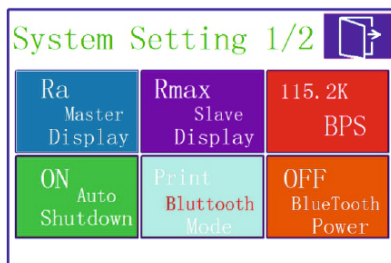 System Setting 1/2
Ra
Master
Display
Rmax
Slave
Display
115.2K
BPS
ON
Auto
Shutdown
Print
Bluttooth
Mode
OFF
BlueTooth
Power